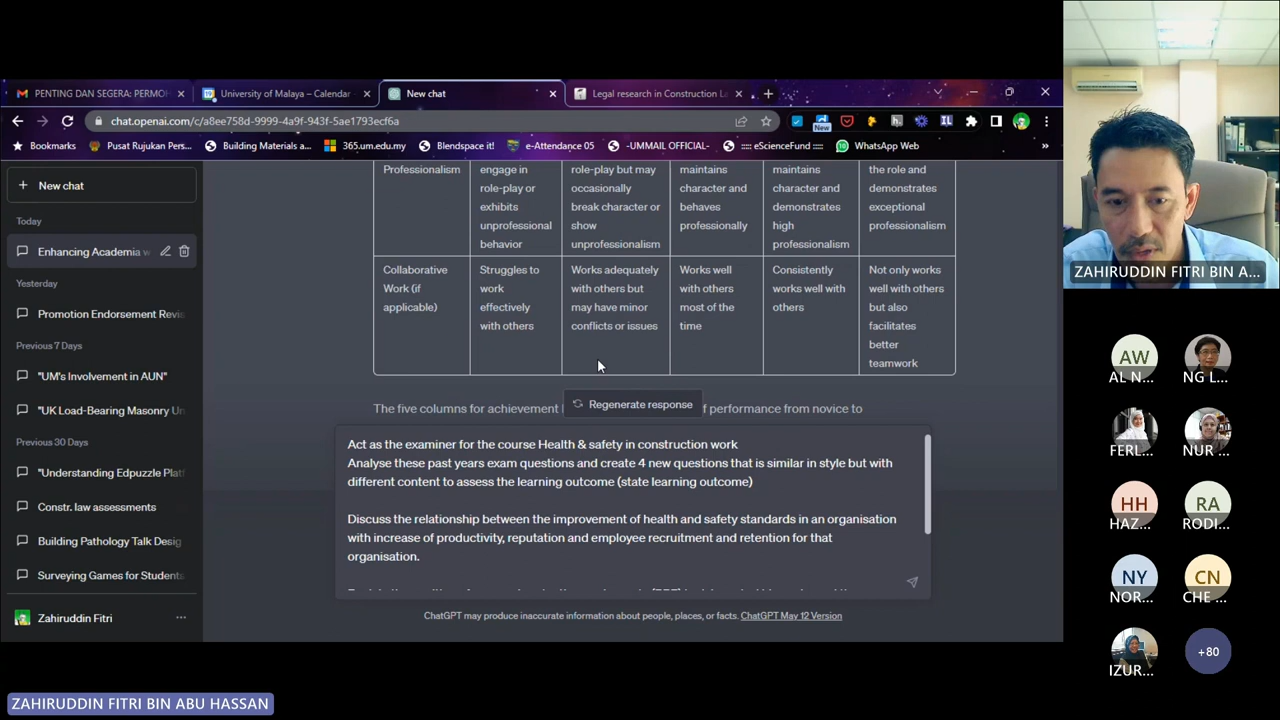 PENTING DAN SEGERA: PERMO
University of Malaya – Calendar
New chat
Legal research in Construction La
chat.openai.com/c/a8ee758d-9999-4a9f-943f-5ae1793ecf6a
New
Bookmarks
Pusat Rujukan Pers...
Building Materials a...
365.um.edu.my
Blendspace it!
e-Attendance 05
-UMMAIL OFFICIAL-
::::: eScienceFund ::::
10
WhatsApp Web
New chat
Today
Enhancing Academia w
Yesterday
Promotion Endorsement Revis
Previous 7 Days
"UM's Involvement in AUN"
"UK Load-Bearing Masonry Un
Previous 30 Days
"Understanding Edpuzzle Platf
Constr. law assessments
Building Pathology Talk Desig
Surveying Games for Students
Zahiruddin Fitri
Professionalism
engage in
role-play or
exhibits
unprofessional
behavior
role-play but may
occasionally
break character or
show
unprofessionalism
maintains
character and
behaves
professionally
maintains
character and
demonstrates
high
professionalism
the role and
demonstrates
exceptional
professionalism
Collaborative
Work (if
applicable)
Struggles to
work
effectively
with others
Works adequately
with others but
may have minor
conflicts or issues
Works well
with others
most of the
time
Consistently
works well with
others
Not only works
well with others
but also
facilitates
better
teamwork
The five columns for achievement
f performance from novice to
Regenerate response
Act as the examiner for the course Health & safety in construction work
Analyse these past years exam questions and create 4 new questions that is similar in style but with
different content to assess the learning outcome (state learning outcome)
Discuss the relationship between the improvement of health and safety standards in an organisation
with increase of productivity, reputation and employee recruitment and retention for that
organisation.
ChatGPT may produce inaccurate information about people, places, or facts. ChatGPT May 12 Version
ZAHIRUDDIN FITRI BIN A...
AW
AL N...
NG L...
FERL...
NUR ...
HH
HAZ...
RA
RODI...
NY
NOR...
CN
CHE ...
IZUR...
+80
ZAHIRUDDIN FITRI BIN ABU HASSAN